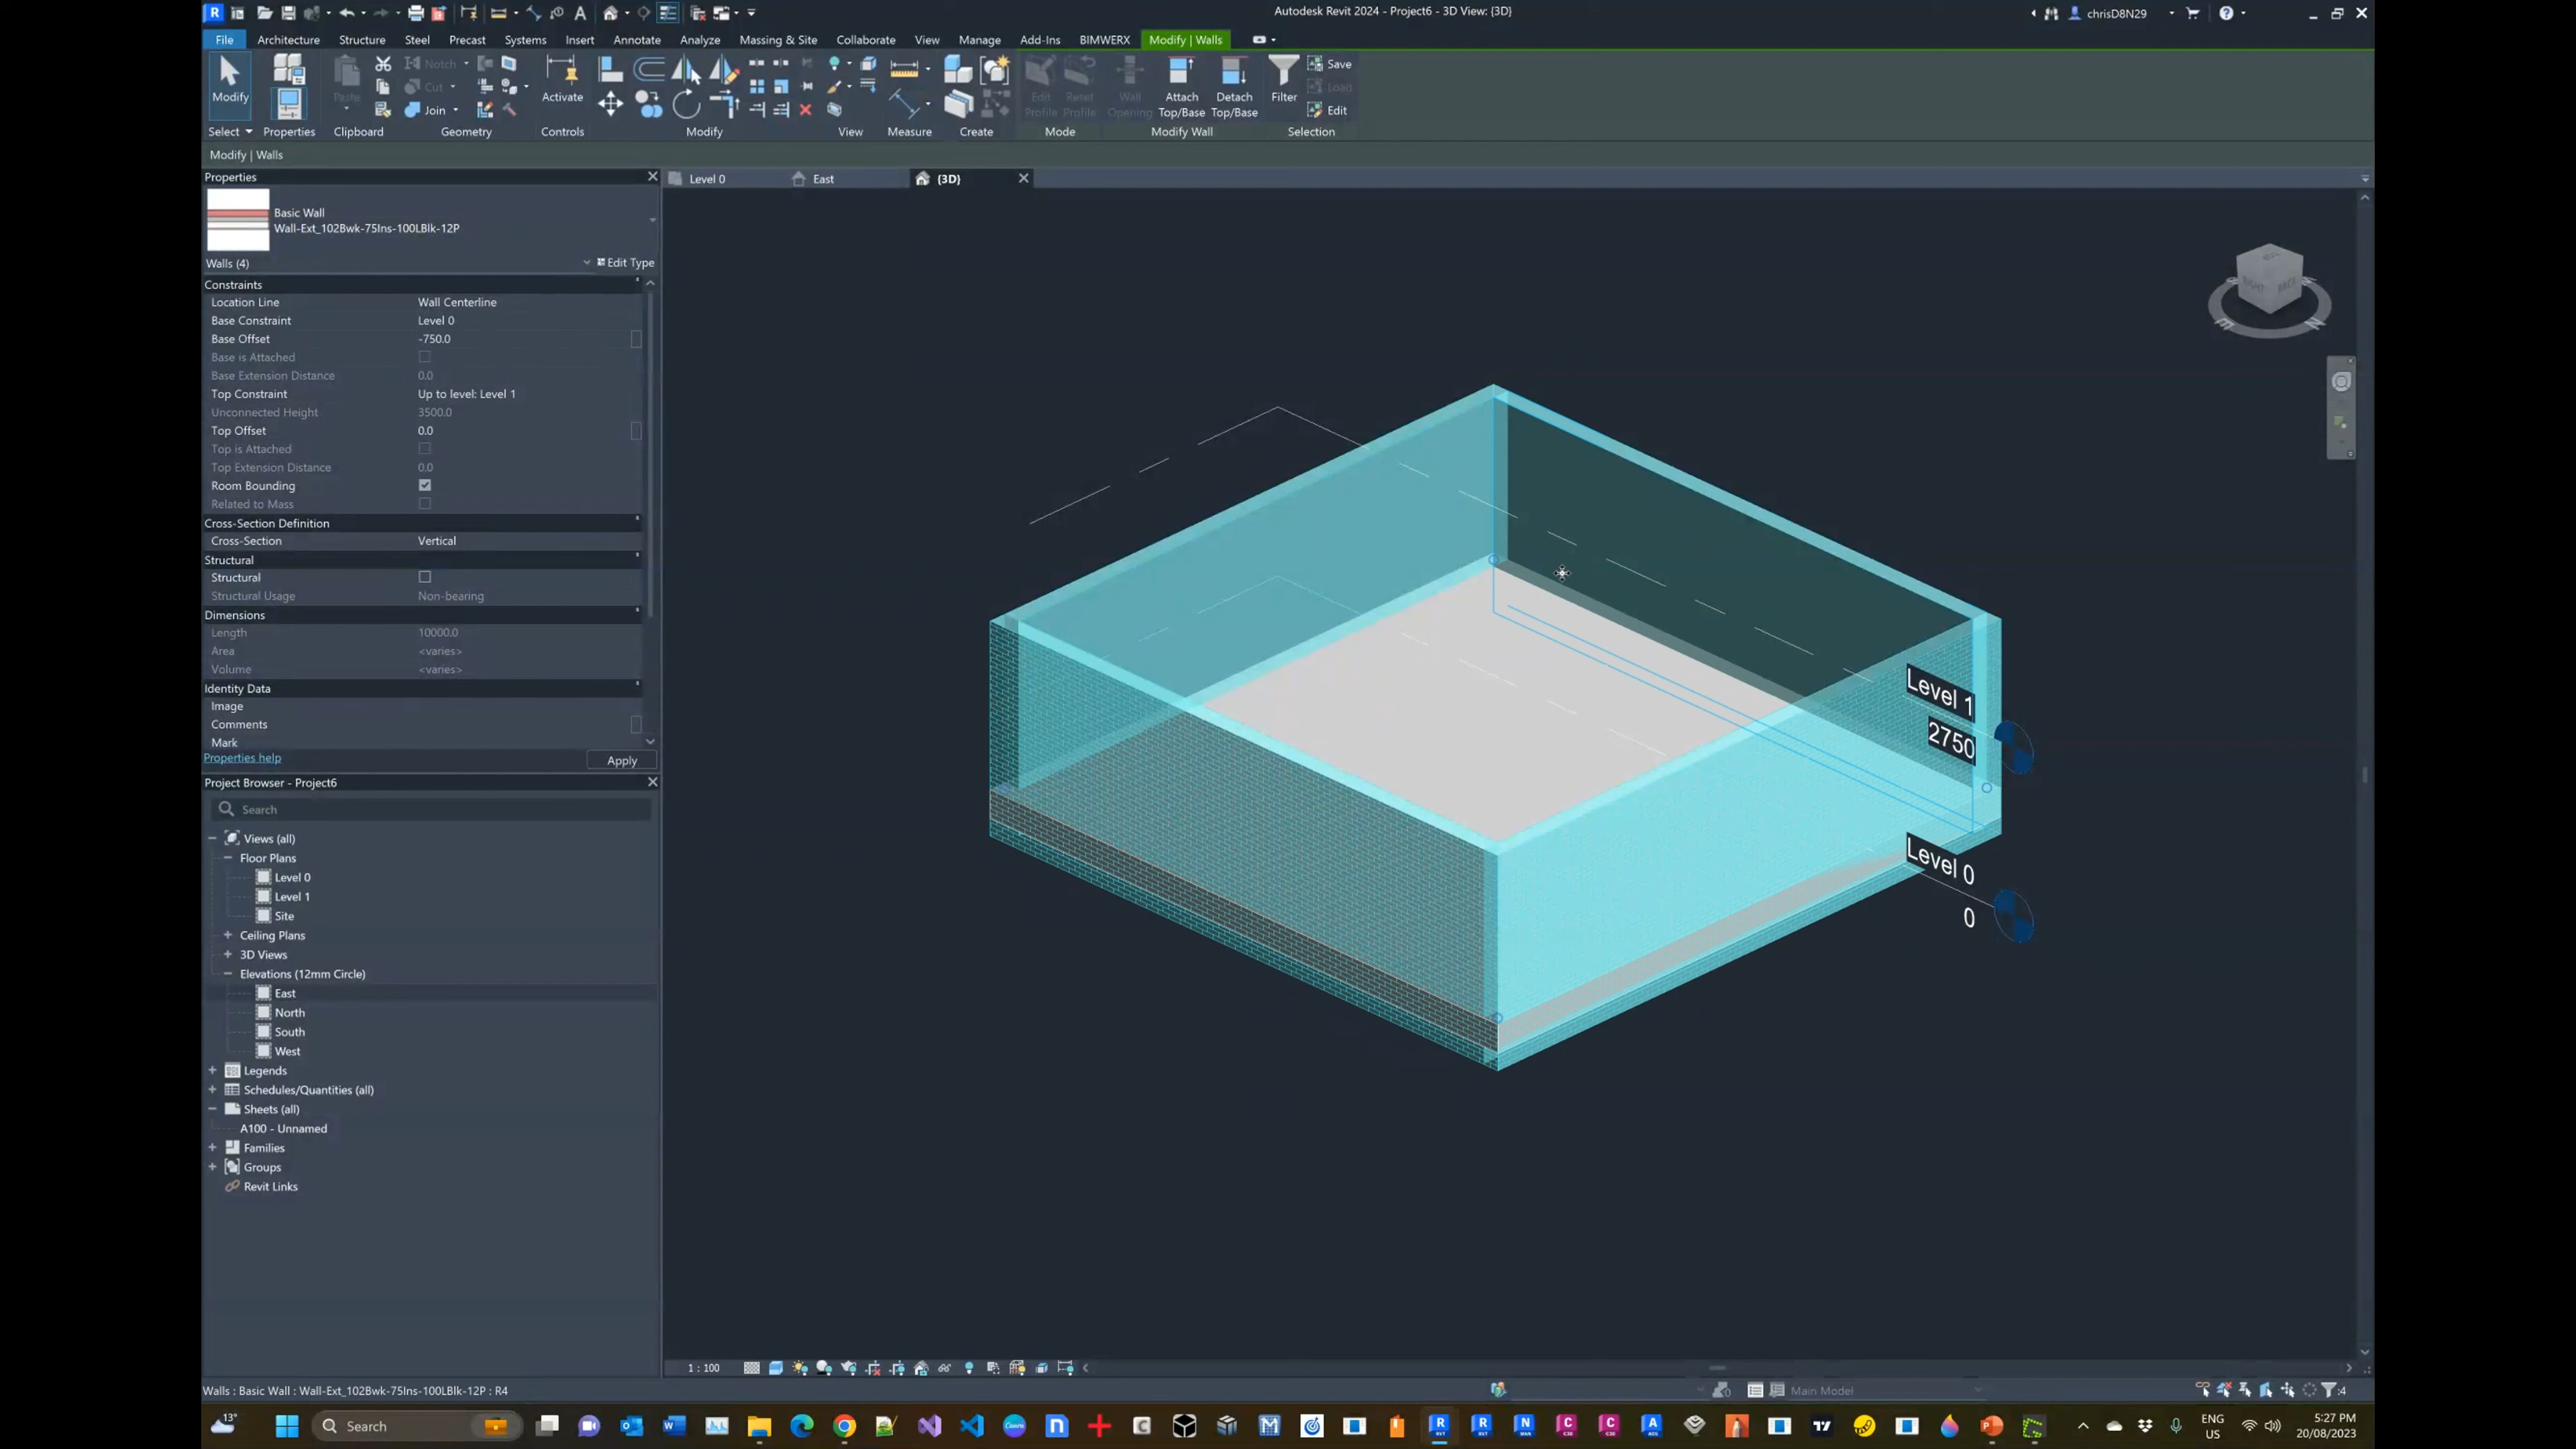 Autodesk Revit 2024 - Project6 - 3D View: {3D}
chrisD8N29
File Architecture Structure Steel Precast Systems Insert Annotate Analyze Massing & Site Collaborate View Manage Add-Ins BIMWERX Modify | Walls
Modify
Paste
Notch
Cut
Join
Activate
Edit Profile
Reset Profile
Wall Opening
Attach Top/Base
Detach Top/Base
Filter
Save
Load
Edit
Select Properties Clipboard Geometry Controls Modify View Measure Create Mode Modify Wall Selection
Modify | Walls
Properties
Level 0
East
{3D}
Basic Wall
Wall-Ext_102Bwk-75Ins-100LBlk-12P
Walls (4)
Edit Type
Constraints
Location Line Wall Centerline
Base Constraint Level 0
Base Offset -750.0
Base is Attached
Base Extension Distance 0.0
Top Constraint Up to level: Level 1
Unconnected Height 3500.0
Top Offset 0.0
Top is Attached
Top Extension Distance 0.0
Room Bounding
Related to Mass
Cross-Section Definition
Cross-Section Vertical
Structural
Structural
Structural Usage Non-bearing
Dimensions
Length 10000.0
Area <varies>
Volume <varies>
Identity Data
Image
Comments
Mark
Properties help
Apply
Project Browser - Project6
Search
Views (all)
Floor Plans
Level 0
Level 1
Site
Ceiling Plans
3D Views
Elevations (12mm Circle)
East
North
South
West
Legends
Schedules/Quantities (all)
Sheets (all)
A100 - Unnamed
Families
Groups
Revit Links
Level 1
2750
Level 0
0
1 : 100
Walls : Basic Wall : Wall-Ext_102Bwk-75Ins-100LBlk-12P : R4
Main Model
:4
13°
Search
ENG
US
5:27 PM
20/08/2023